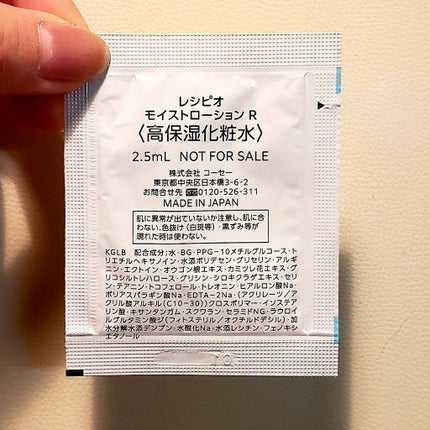 レシピオ
モイストローション R
〈高保湿化粧水〉
2.5mL NOT FOR SALE
株式会社 コーセー
東京都中央区日本橋3-6-2
お問合せ先 0120-526-311
MADE IN JAPAN
肌に異常が出ていないか注意し、肌に合
わない、色抜け(白斑等)・黒ずみ等が
現れた時は使わない。
KGLB 配合成分:水・BG・PPG-10メチルグルコース・ト
リエチルヘキサノイン・水添ポリデセン・グリセリン・アルギ
ニン・エクトイン・オウゴン根エキス・カミツレ花エキス・グ
リコシルトレハロース・グリシン・シロキクラゲエキス・セリ
ン・テアニン・トコフェロール・トレオニン・ヒアルロン酸Na・
ポリアスパラギン酸Na・EDTA-2Na・(アクリレーツ/ア
クリル酸アルキル(C10-30))クロスポリマー・イソステア
リン酸・キサンタンガム・スクワラン・セラミドNG・ラウロイ
ルグルタミン酸ジ(フィトステリル/オクチルドデシル)・加
水分解水添デンプン・水酸化Na・水添レシチン・フェノキシ
エタノール